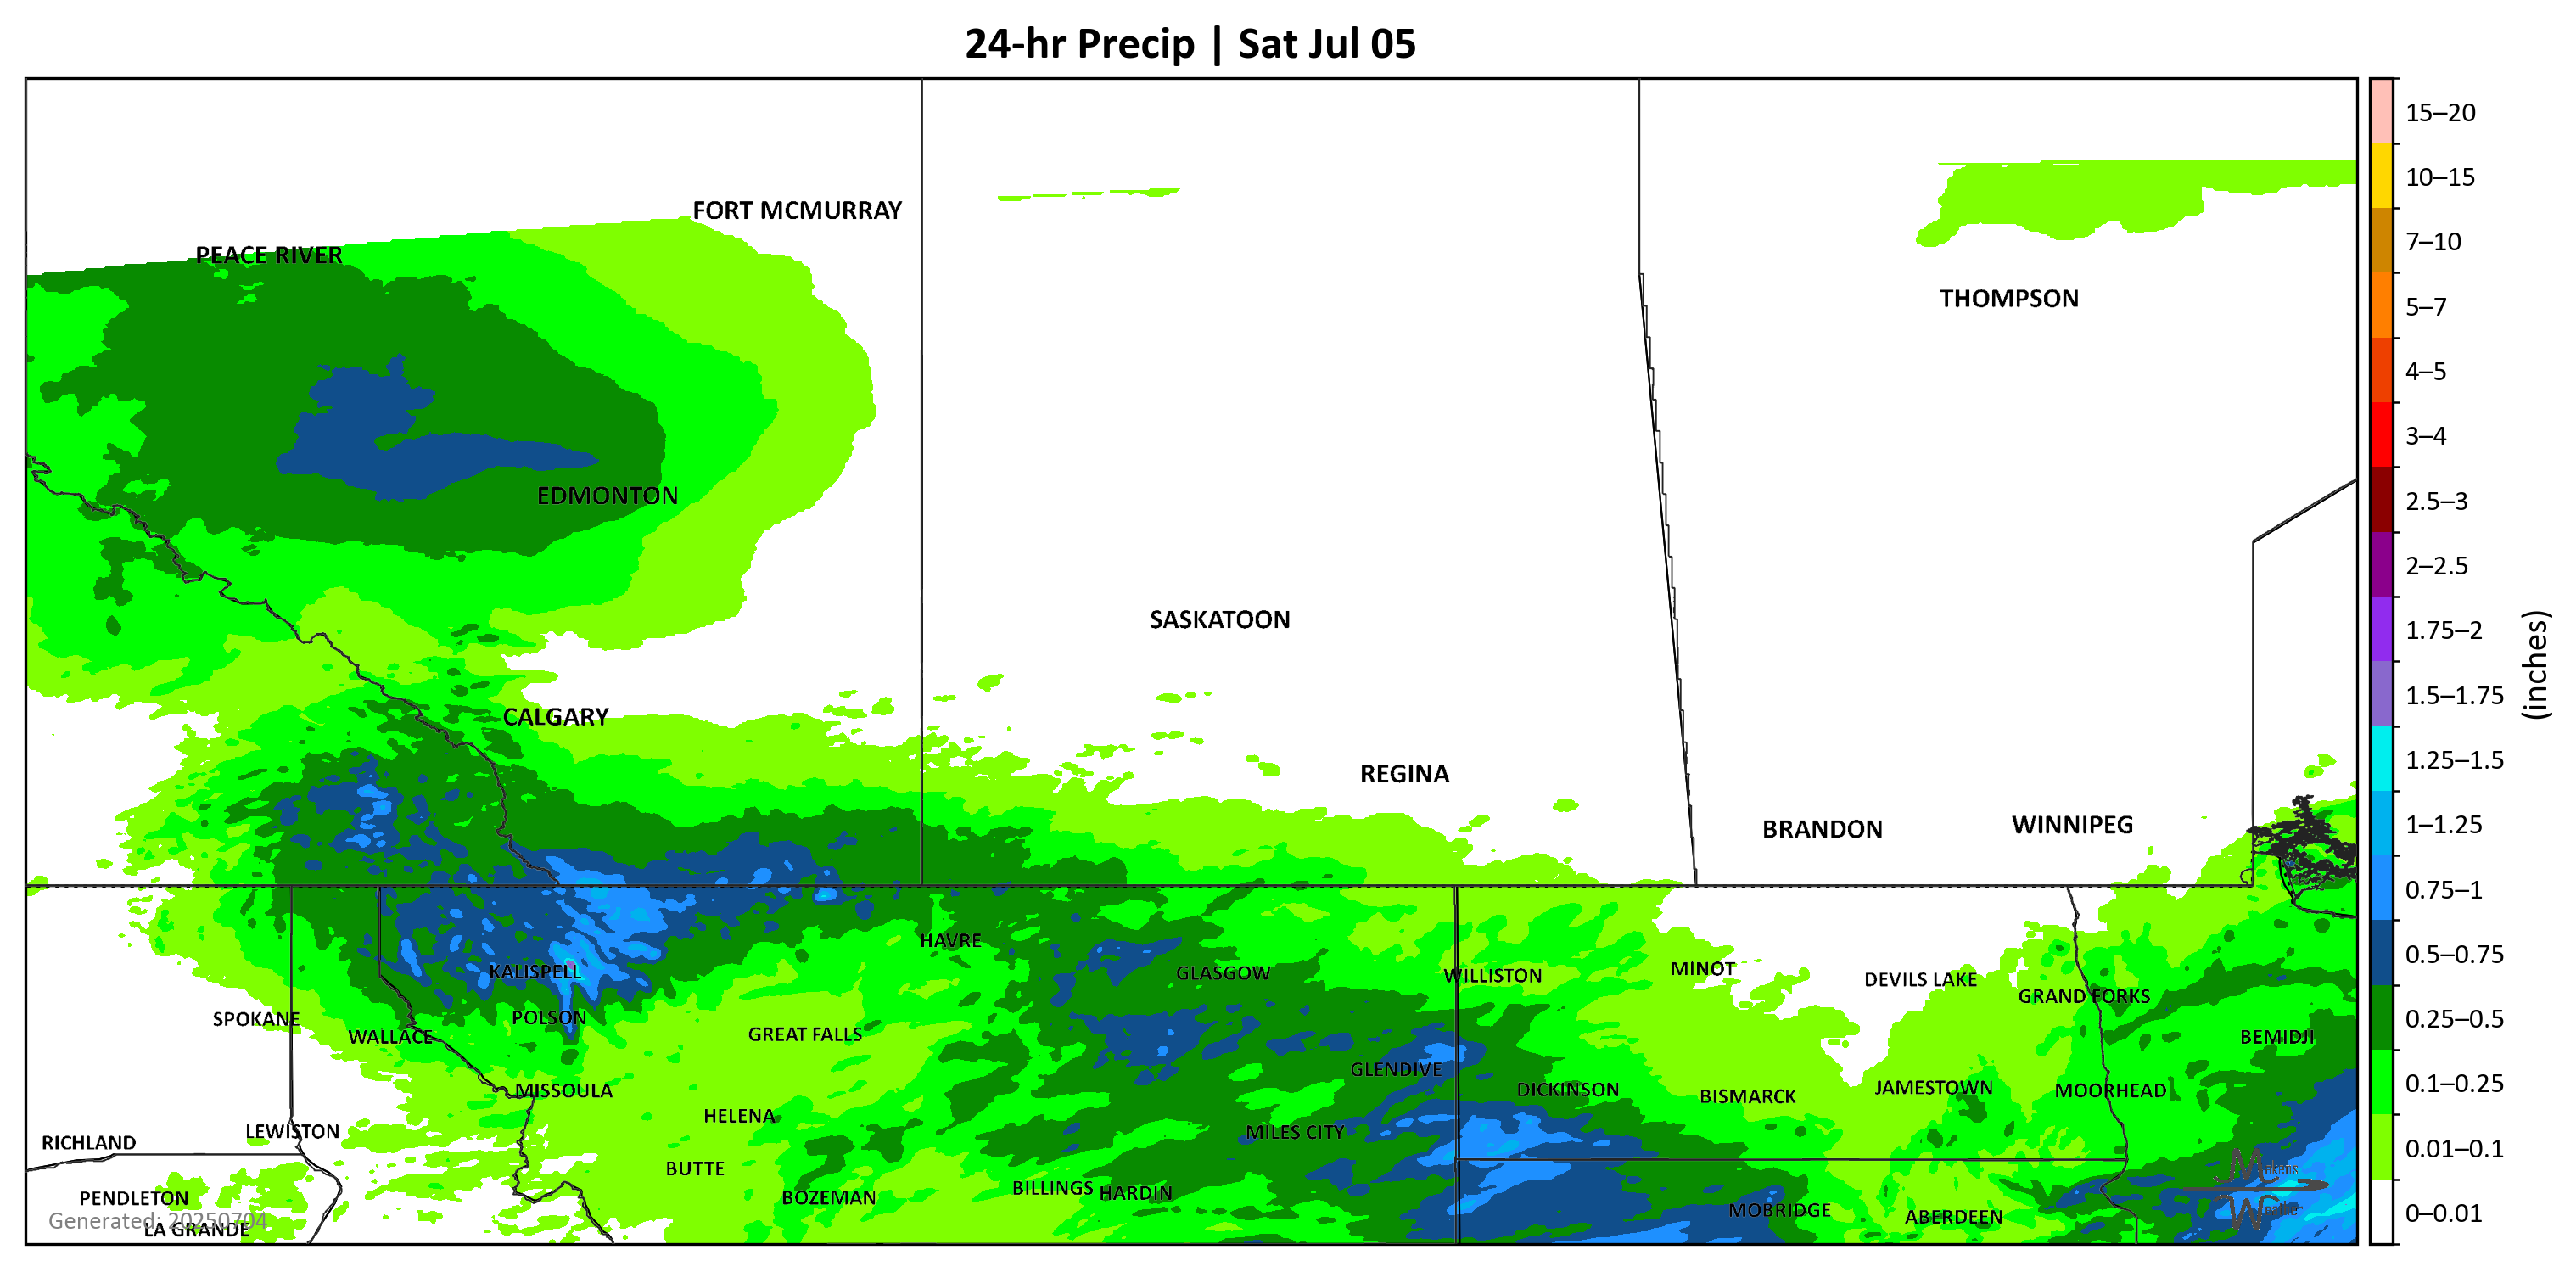 24-hr Precip | Sat Jul 05
FORT MCMURRAY
PEACE RIVER
THOMPSON
EDMONTON
SASKATOON
CALGARY
REGINA
BRANDON
WINNIPEG
HAVRE
KALISPELL
GLASGOW
WILLISTON
MINOT
DEVILS LAKE
GRAND FORKS
SPOKANE
POLSON
WALLACE
GREAT FALLS
BEMIDJI
GLENDIVE
MISSOULA
DICKINSON
BISMARCK
JAMESTOWN
MOORHEAD
HELENA
LEWISTON
MILES CITY
RICHLAND
BUTTE
PENDLETON
BOZEMAN
BILLINGS
HARDIN
MOBRIDGE
ABERDEEN
Generated: 20250704
LA GRANDE
15–20
10–15
7–10
5–7
4–5
3–4
2.5–3
2–2.5
1.75–2
1.5–1.75
1.25–1.5
1–1.25
0.75–1
0.5–0.75
0.25–0.5
0.1–0.25
0.01–0.1
0–0.01
(inches)